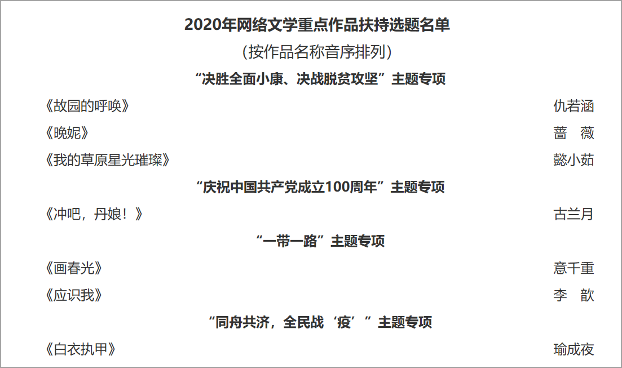 2020年网络文学重点作品扶持选题名单
（按作品名称音序排列）
“决胜全面小康、决战脱贫攻坚”主题专项
《故园的呼唤》 仇若涵
《晚妮》 蔷　薇
《我的草原星光璀璨》 懿小茹
“庆祝中国共产党成立100周年”主题专项
《冲吧，丹娘！》 古兰月
“一带一路”主题专项
《画春光》 意千重
《应识我》 李　歆
“同舟共济，全民战‘疫’”主题专项
《白衣执甲》 瑜成夜